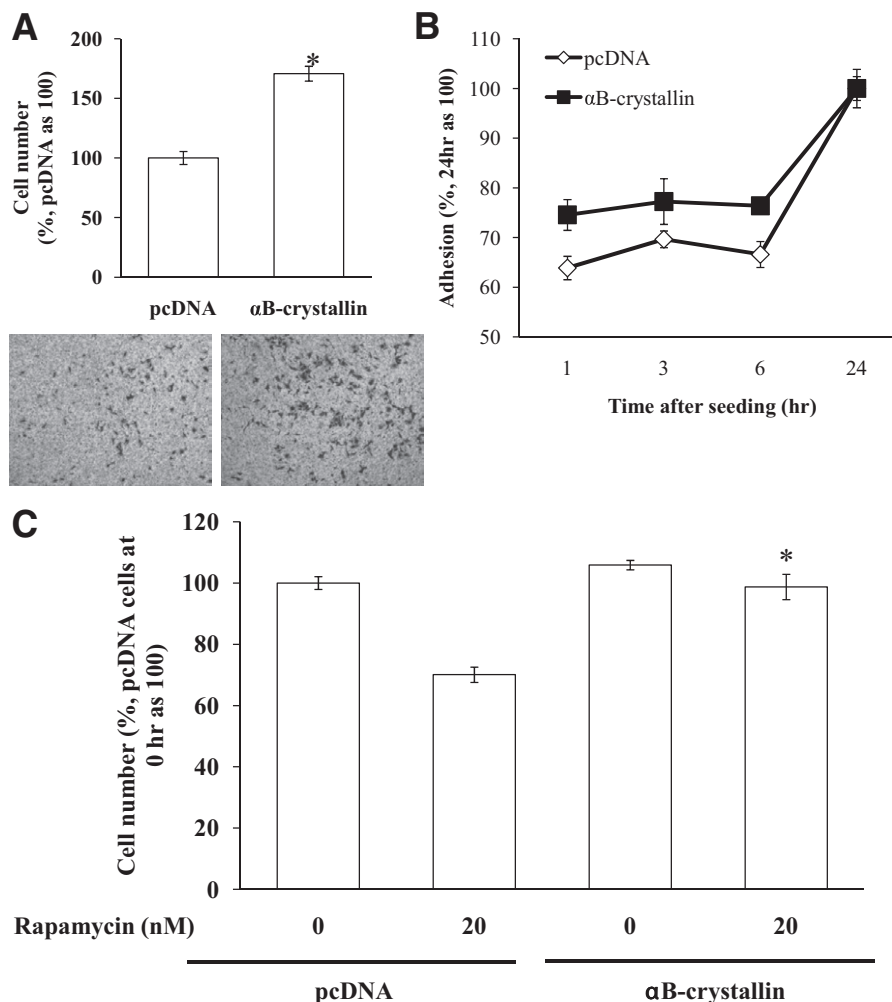 A
Cell number
(%, pcDNA as 100)
200
150
100
50
0
*
pcDNA αB-crystallin
B
Adhesion (%, 24hr as 100)
110
100
90
80
70
60
50
pcDNA
αB-crystallin
1 3 6 24
Time after seeding (hr)
C
Cell number (%, pcDNA cells at
0 hr as 100)
120
100
80
60
40
20
0
*
Rapamycin (nM) 0 20 0 20
pcDNA αB-crystallin